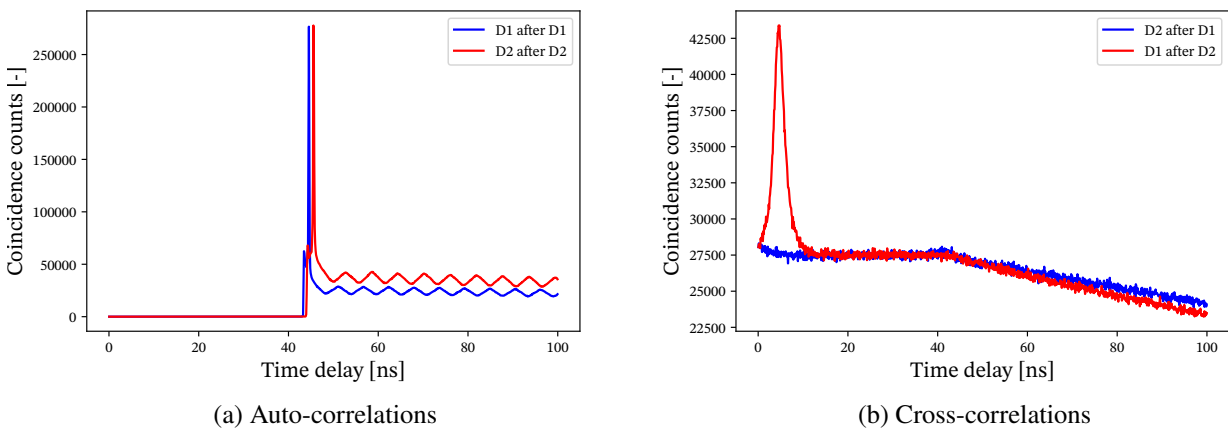 D1 after D1
D2 after D2
Coincidence counts [-]
250000
200000
150000
100000
50000
0
0 20 40 60 80 100
Time delay [ns]
(a) Auto-correlations
D2 after D1
D1 after D2
Coincidence counts [-]
42500
40000
37500
35000
32500
30000
27500
25000
22500
0 20 40 60 80 100
Time delay [ns]
(b) Cross-correlations